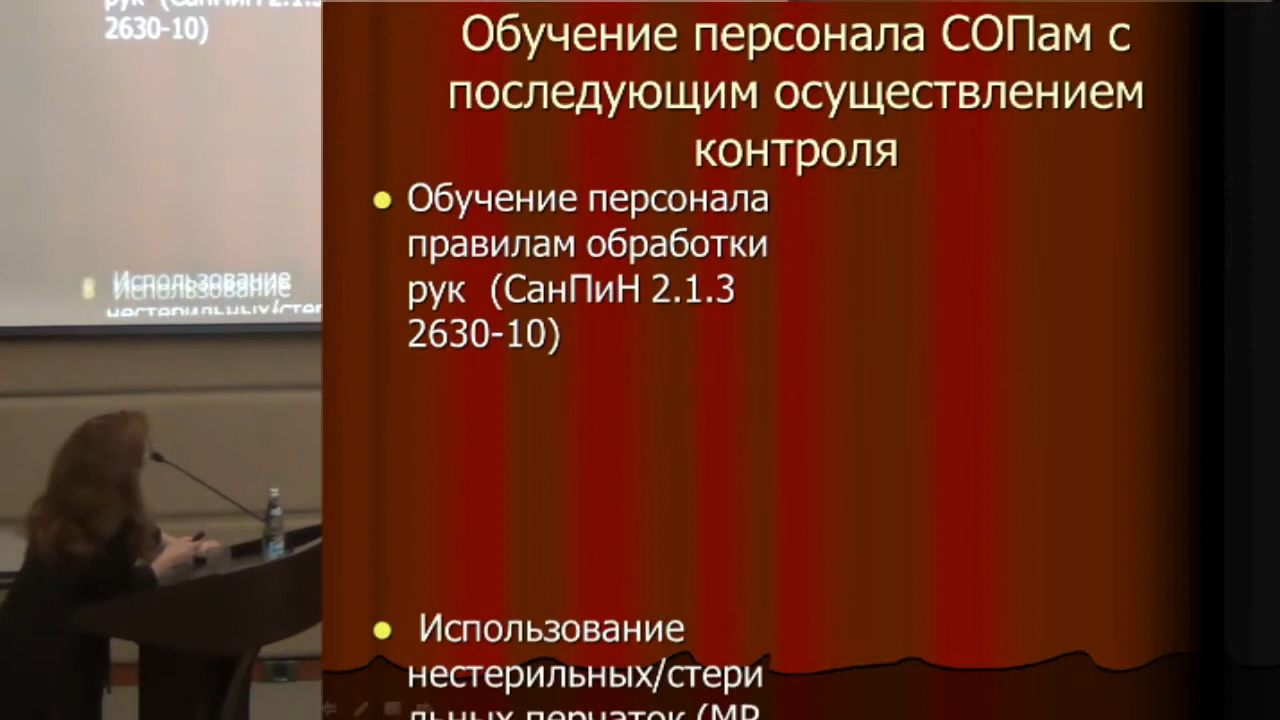 рук (СанПиН 2.1.3
2630-10)
Использование
нестерильных/стер
Обучение персонала СОПам с
последующим осуществлением
контроля
Обучение персонала
правилам обработки
рук (СанПиН 2.1.3
2630-10)
Использование
нестерильных/стери
льных перчаток (МР